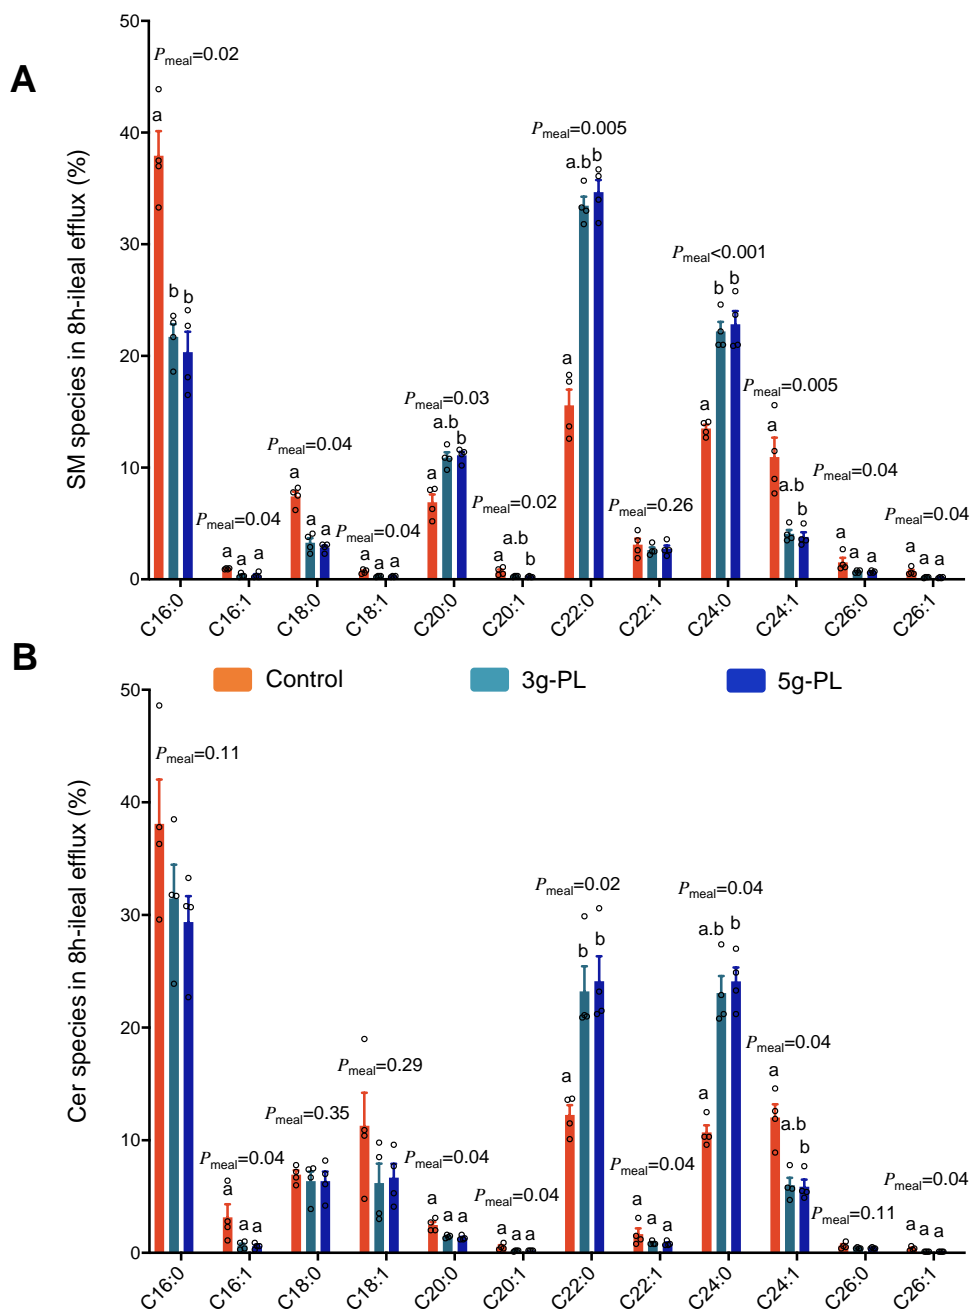 A
SM species in 8h-ileal efflux (%)
50
40
30
20
10
0
Pmeal=0.02
a
b
b
Pmeal=0.04
a
a
a
Pmeal=0.04
a
a
a
Pmeal=0.04
a
a
a
Pmeal=0.03
a
a.b
b
Pmeal=0.02
a
a.b
b
Pmeal=0.005
a
a.b
b
Pmeal=0.26
Pmeal<0.001
a
b
b
Pmeal=0.005
a
a.b
b
Pmeal=0.04
a
a
a
Pmeal=0.04
a
a
a
C16:0
C16:1
C18:0
C18:1
C20:0
C20:1
C22:0
C22:1
C24:0
C24:1
C26:0
C26:1
Control
3g-PL
5g-PL
B
Cer species in 8h-ileal efflux (%)
50
40
30
20
10
0
Pmeal=0.11
Pmeal=0.04
a
a
a
Pmeal=0.35
Pmeal=0.29
Pmeal=0.04
a
a
a
Pmeal=0.04
a
a
a
Pmeal=0.02
a
b
b
Pmeal=0.04
a
a
a
Pmeal=0.04
a
a.b
b
Pmeal=0.04
a
a.b
b
Pmeal=0.11
Pmeal=0.04
a
a
a
C16:0
C16:1
C18:0
C18:1
C20:0
C20:1
C22:0
C22:1
C24:0
C24:1
C26:0
C26:1